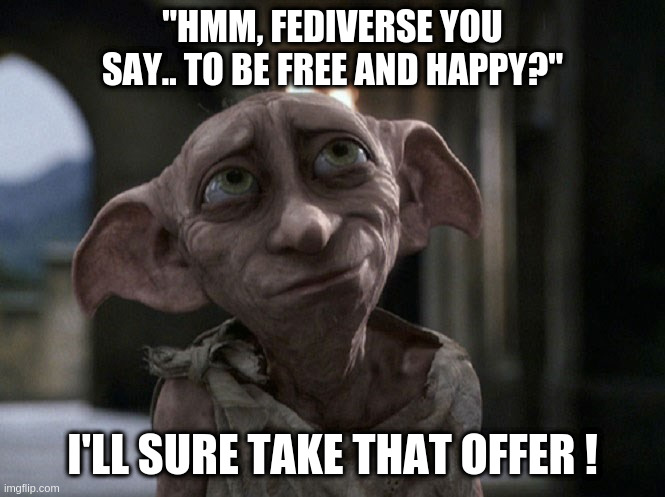 "HMM, FEDIVERSE YOU
SAY.. TO BE FREE AND HAPPY?"
I'LL SURE TAKE THAT OFFER !
imgflip.com